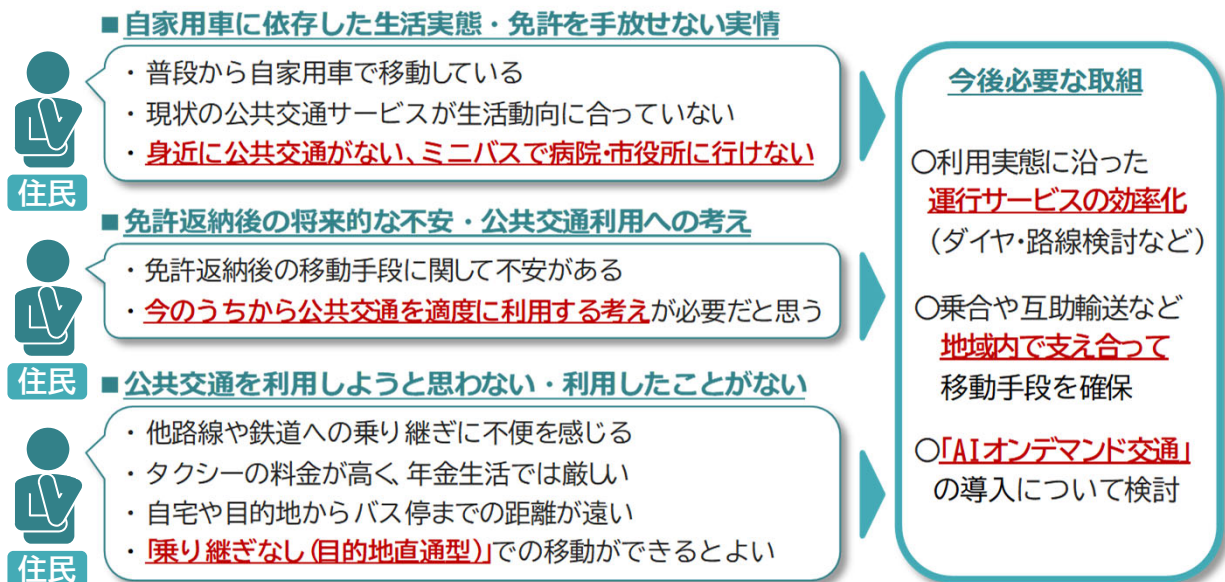 ■自家用車に依存した生活実態・免許を手放せない実情
・普段から自家用車で移動している
・現状の公共交通サービスが生活動向に合っていない
・身近に公共交通がない、ミニバスで病院・市役所に行けない
住民
■免許返納後の将来的な不安・公共交通利用への考え
・免許返納後の移動手段に関して不安がある
・今のうちから公共交通を適度に利用する考えが必要だと思う
住民
■公共交通を利用しようと思わない・利用したことがない
・他路線や鉄道への乗り継ぎに不便を感じる
・タクシーの料金が高く、年金生活では厳しい
・自宅や目的地からバス停までの距離が遠い
・「乗り継ぎなし(目的地直通型)」での移動ができるとよい
住民
今後必要な取組
○利用実態に沿った
運行サービスの効率化
（ダイヤ・路線検討など）
○乗合や互助輸送など
地域内で支え合って
移動手段を確保
○「AIオンデマンド交通」
の導入について検討